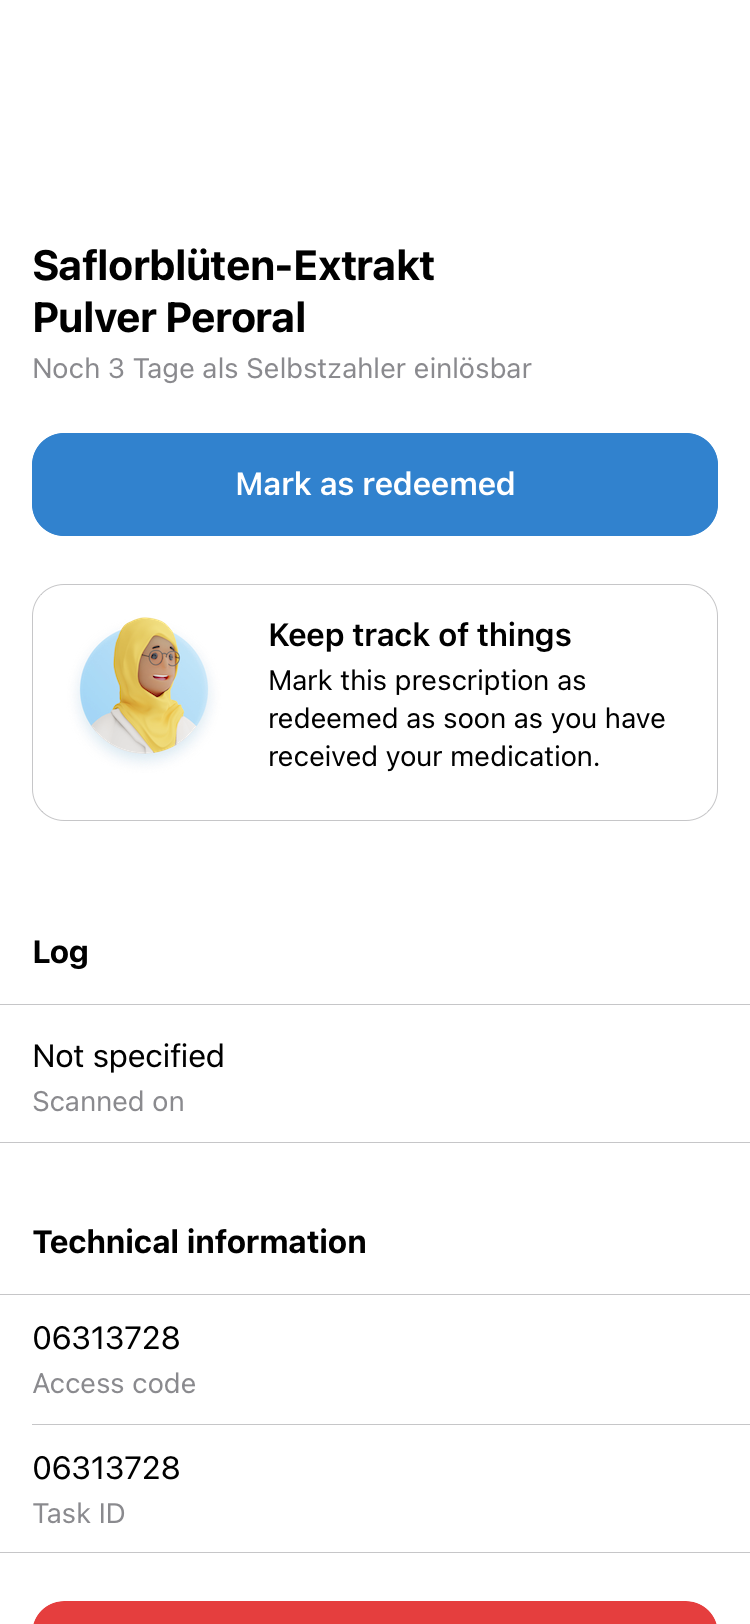 Saflorblüten-Extrakt
Pulver Peroral
Noch 3 Tage als Selbstzahler einlösbar
Mark as redeemed
Keep track of things
Mark this prescription as
redeemed as soon as you have
received your medication.
Log
Not specified
Scanned on
Technical information
06313728
Access code
06313728
Task ID